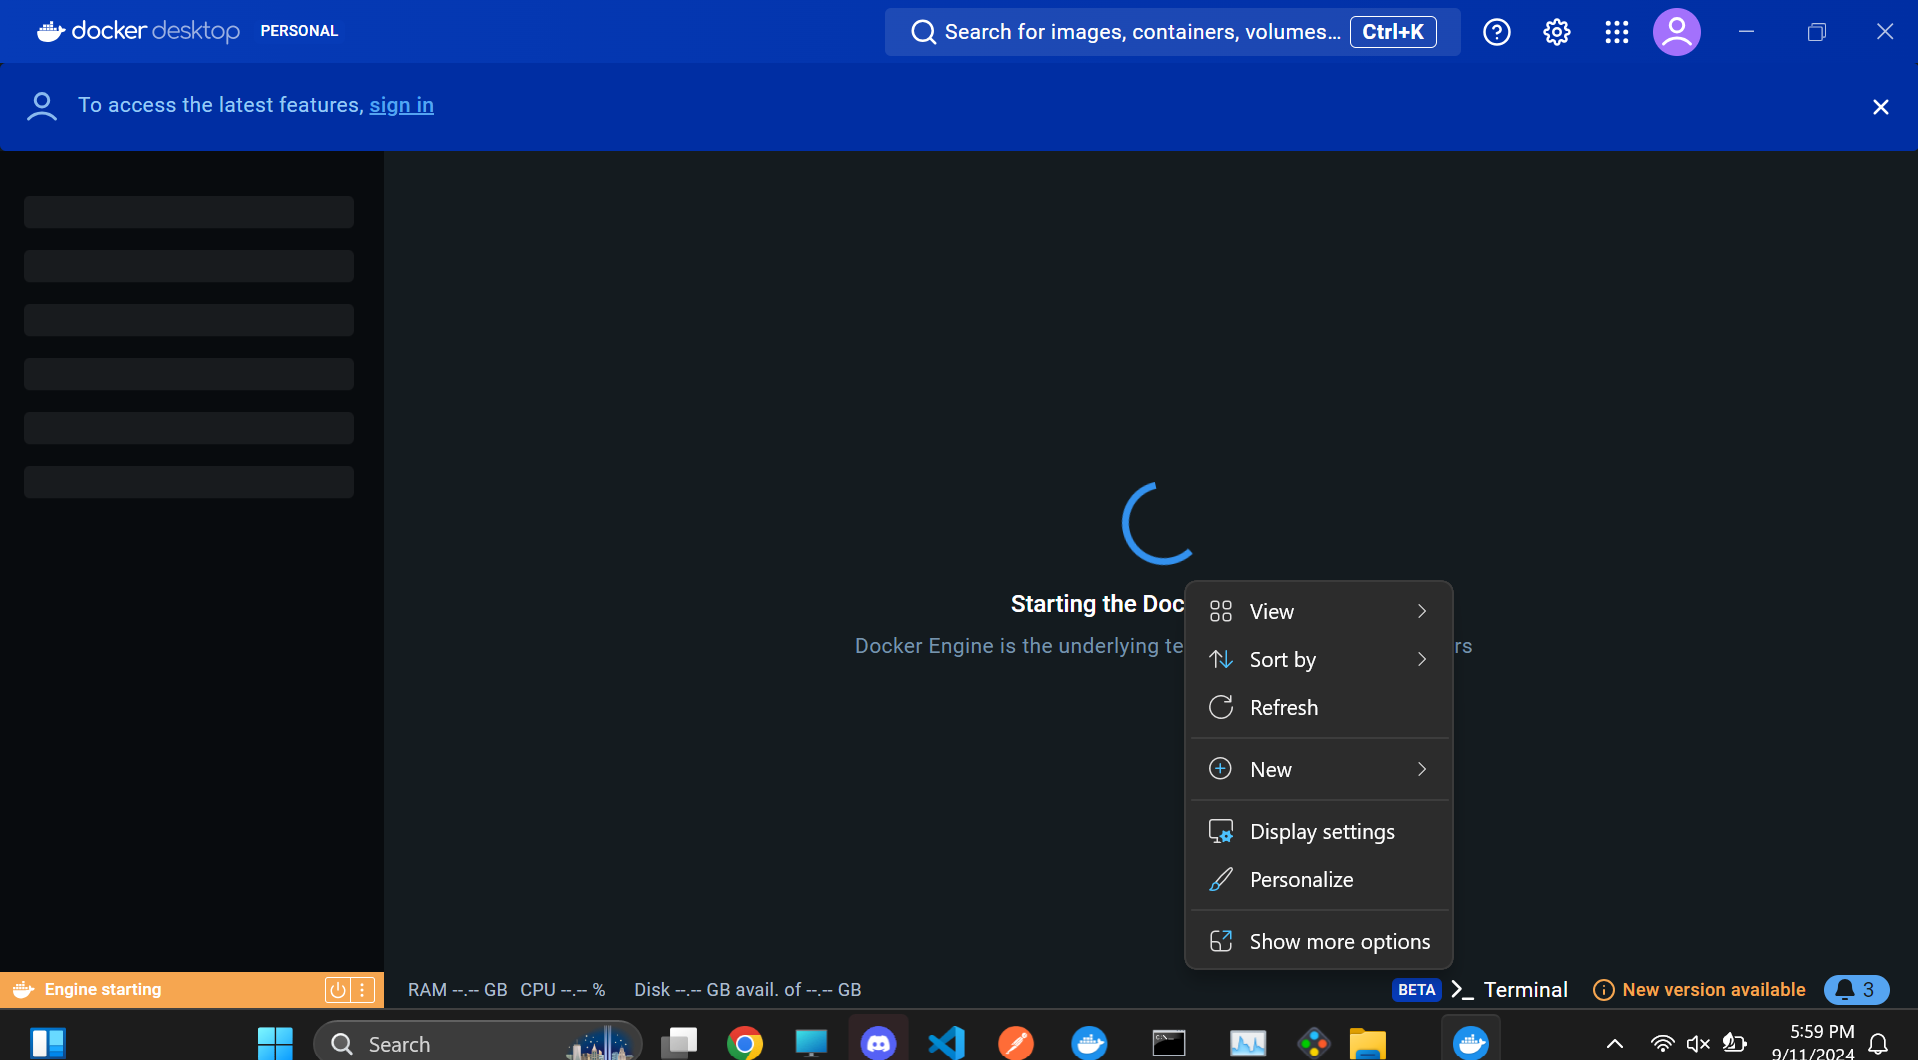 docker desktop PERSONAL
Search for images, containers, volumes... Ctrl+K
To access the latest features, sign in
Starting the Doc
Docker Engine is the underlying te
rs
View
Sort by
Refresh
New
Display settings
Personalize
Show more options
Engine starting
RAM --.-- GB CPU --.-- % Disk --.-- GB avail. of --.-- GB
BETA >_ Terminal
New version available
3
Search
5:59 PM
9/11/2024